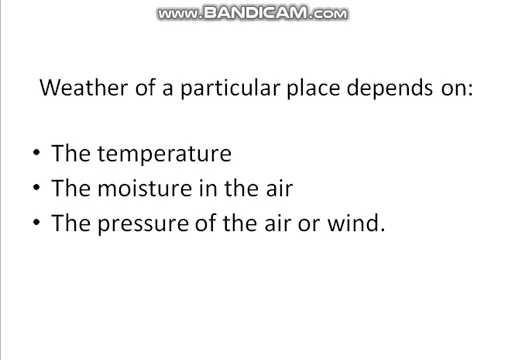 www.BANDICAM.com
Weather of a particular place depends on:
• The temperature
• The moisture in the air
• The pressure of the air or wind.